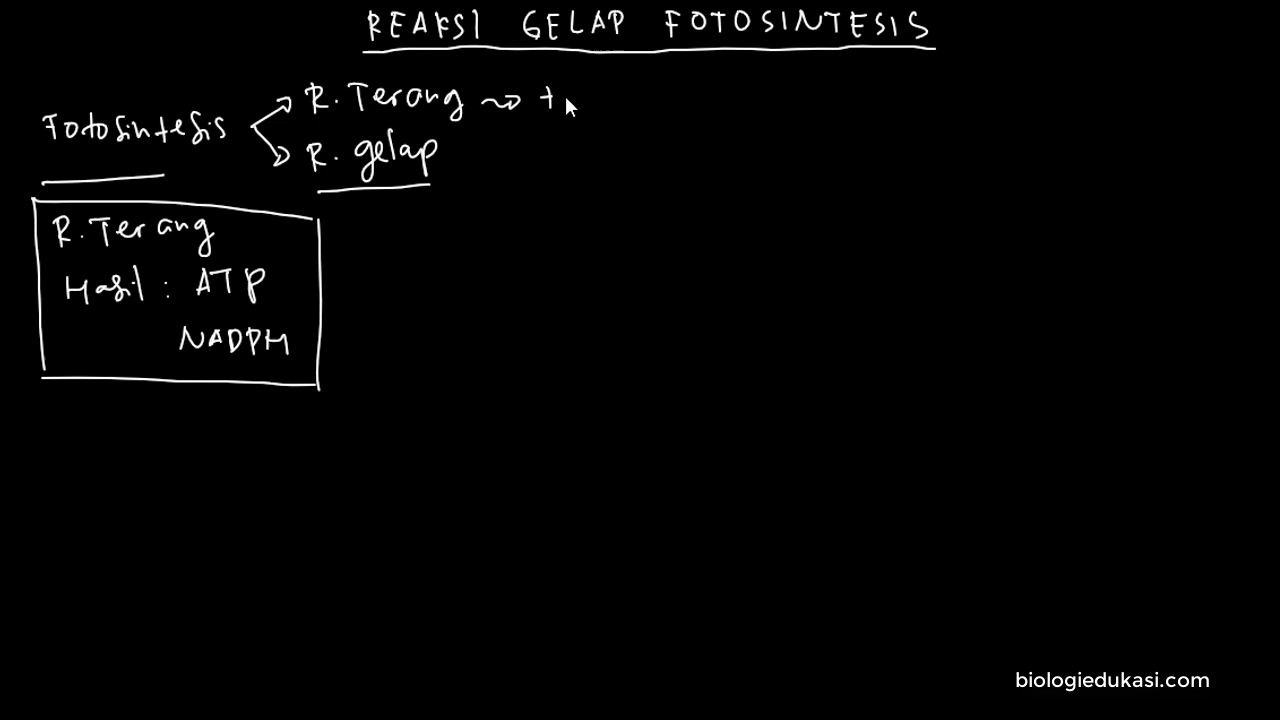 REAKSI GELAP FOTOSINTESIS
Fotosintesis
R. Terang → t
R. gelap
R. Terang
Hasil : ATP
NADPH
biologiedukasi.com